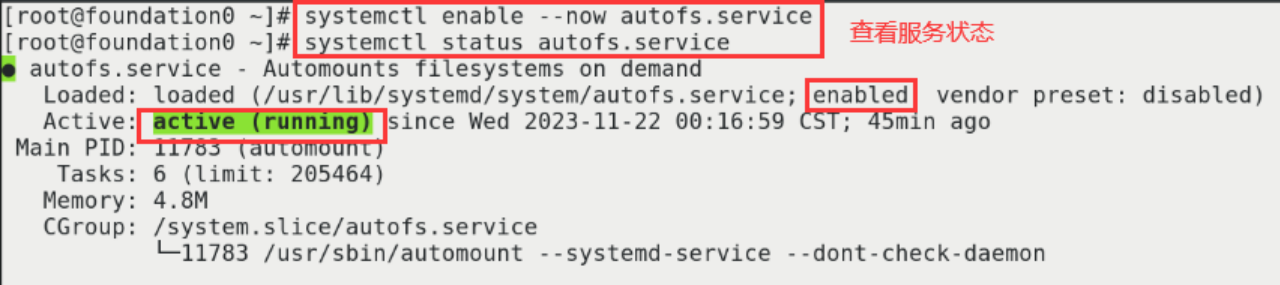 [root@foundation0 ~]# systemctl enable --now autofs.service
[root@foundation0 ~]# systemctl status autofs.service
查看服务状态
● autofs.service - Automounts filesystems on demand
Loaded: loaded (/usr/lib/systemd/system/autofs.service; enabled vendor preset: disabled)
Active: active (running) since Wed 2023-11-22 00:16:59 CST; 45min ago
Main PID: 11783 (automount)
Tasks: 6 (limit: 205464)
Memory: 4.8M
CGroup: /system.slice/autofs.service
└─11783 /usr/sbin/automount --systemd-service --dont-check-daemon